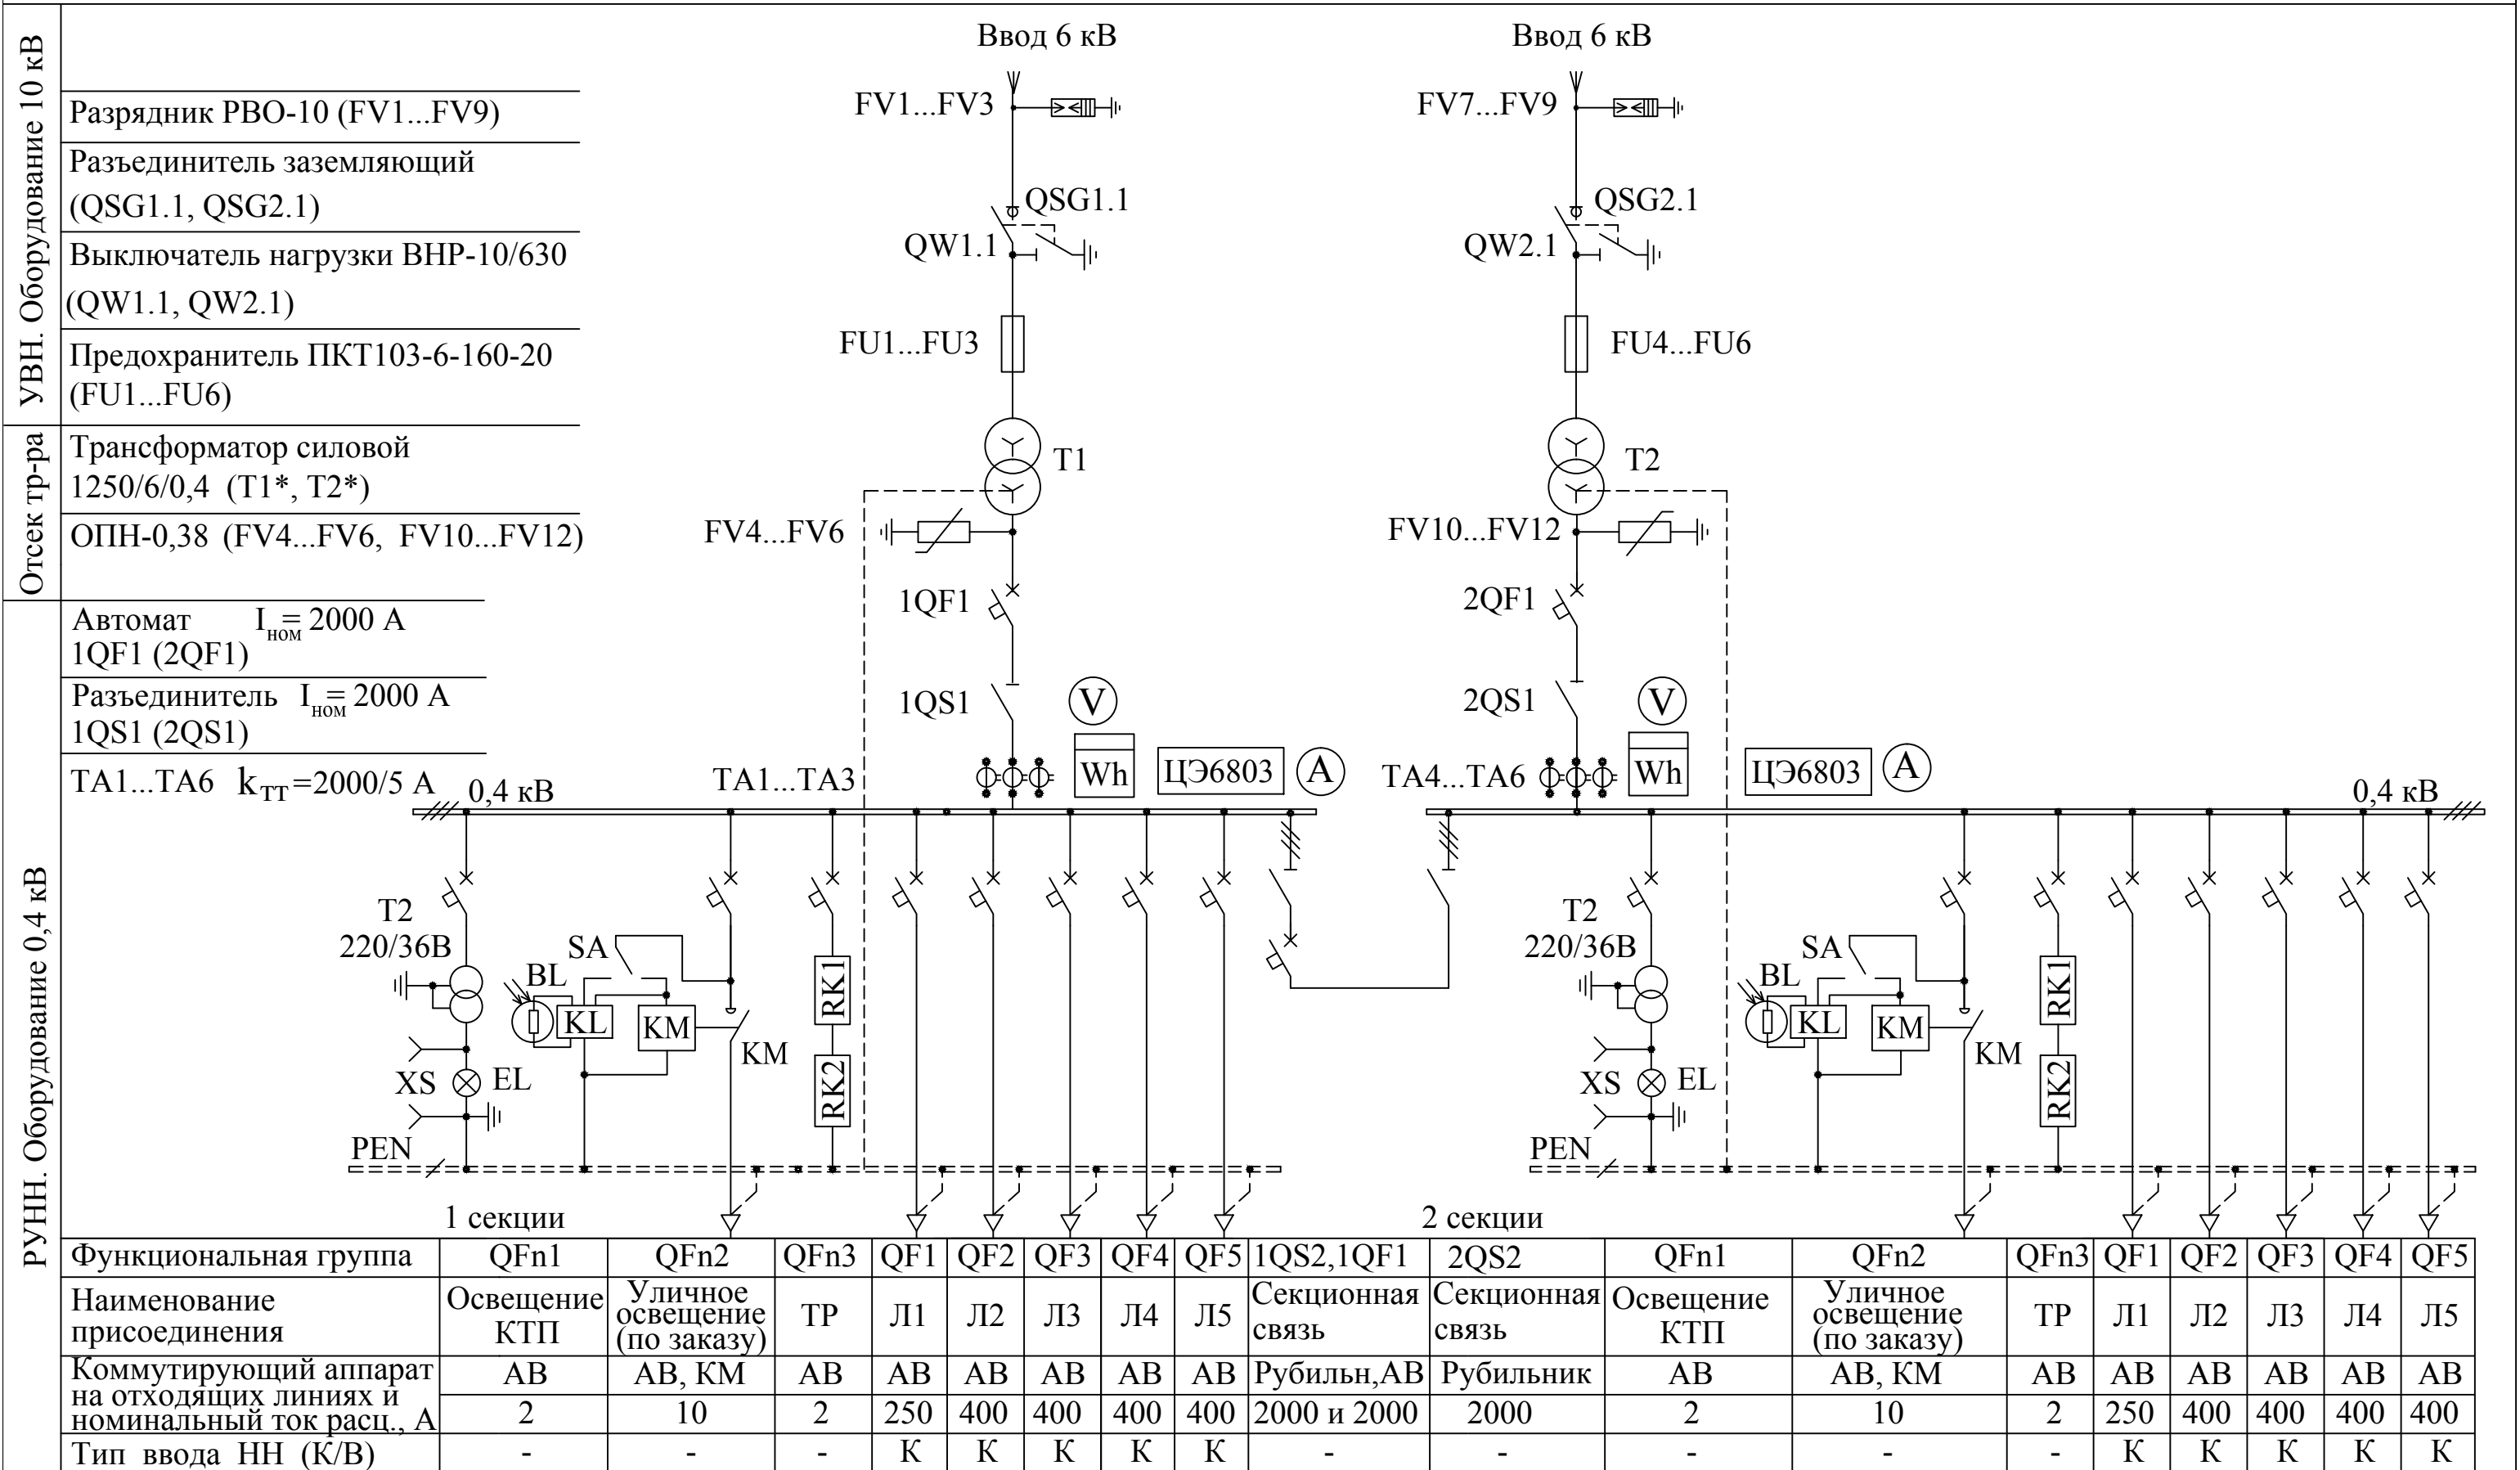 УВН. Оборудование 10 кВ
Разрядник РВО-10 (FV1...FV9)
Разъединитель заземляющий
(QSG1.1, QSG2.1)
Выключатель нагрузки ВНР-10/630
(QW1.1, QW2.1)
Предохранитель ПКТ103-6-160-20
(FU1...FU6)
Отсек тр-ра
Трансформатор силовой
1250/6/0,4 (Т1*, Т2*)
ОПН-0,38 (FV4...FV6, FV10...FV12)
РУНН. Оборудование 0,4 кВ
Автомат Iном= 2000 А
1QF1 (2QF1)
Разъединитель Iном= 2000 А
1QS1 (2QS1)
ТА1...ТА6 kТТ=2000/5 А
Ввод 6 кВ
FV1...FV3
QSG1.1
QW1.1
FU1...FU3
Т1
FV4...FV6
1QF1
1QS1
V
ТА1...ТА3
Wh
ЦЭ6803
А
0,4 кВ
Ввод 6 кВ
FV7...FV9
QSG2.1
QW2.1
FU4...FU6
Т2
FV10...FV12
2QF1
2QS1
V
ТА4...ТА6
Wh
ЦЭ6803
А
0,4 кВ
Т2
220/36В
SA
BL
KL
KM
KM
RK1
RK2
XS
EL
PEN
1 секции
Т2
220/36В
SA
BL
KL
KM
KM
RK1
RK2
XS
EL
PEN
2 секции
Функциональная группа QFn1 QFn2 QFn3 QF1 QF2 QF3 QF4 QF5 1QS2,1QF1 2QS2 QFn1 QFn2 QFn3 QF1 QF2 QF3 QF4 QF5
Наименование
присоединения
Освещение
КТП
Уличное
освещение
(по заказу)
ТР Л1 Л2 Л3 Л4 Л5
Секционная
связь
Секционная
связь
Освещение
КТП
Уличное
освещение
(по заказу)
ТР Л1 Л2 Л3 Л4 Л5
Коммутирующий аппарат
на отходящих линиях и
номинальный ток расц., А
АВ АВ, КМ АВ АВ АВ АВ АВ АВ Рубильн,АВ Рубильник АВ АВ, КМ АВ АВ АВ АВ АВ АВ
2 10 2 250 400 400 400 400 2000 и 2000 2000 2 10 2 250 400 400 400 400
Тип ввода НН (К/В) - - - К К К К К - - - - - К К К К К